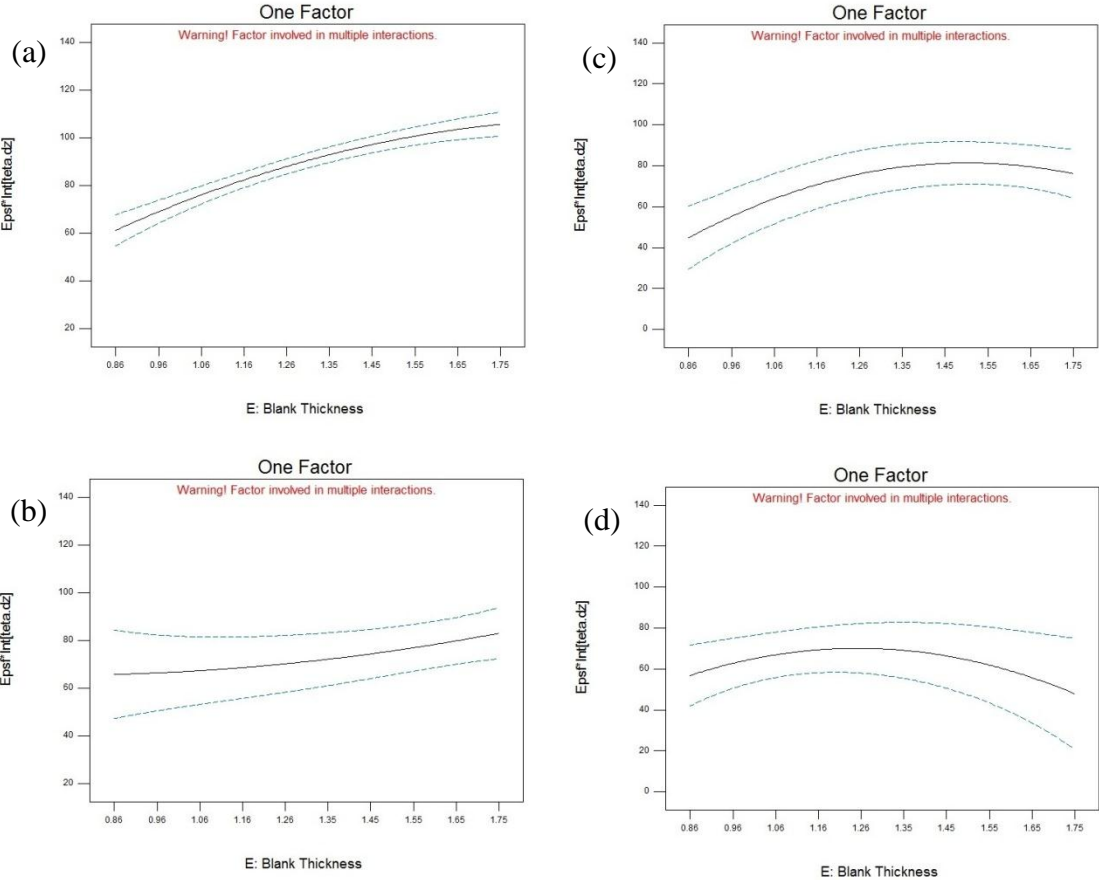 (a)
One Factor
Warning! Factor involved in multiple interactions.
140
120
100
80
60
40
20
Epsf*Int[teta.dz]
0.86 0.96 1.06 1.16 1.26 1.35 1.45 1.55 1.65 1.75
E: Blank Thickness
(c)
One Factor
Warning! Factor involved in multiple interactions.
140
120
100
80
60
40
20
0
Epsf*Int[teta.dz]
0.86 0.96 1.06 1.16 1.26 1.35 1.45 1.55 1.65 1.75
E: Blank Thickness
(b)
One Factor
Warning! Factor involved in multiple interactions.
140
120
100
80
60
40
20
Epsf*Int[teta.dz]
0.86 0.96 1.06 1.16 1.26 1.35 1.45 1.55 1.65 1.75
E: Blank Thickness
(d)
One Factor
Warning! Factor involved in multiple interactions.
140
120
100
80
60
40
20
0
Epsf*Int[teta.dz]
0.86 0.96 1.06 1.16 1.26 1.35 1.45 1.55 1.65 1.75
E: Blank Thickness